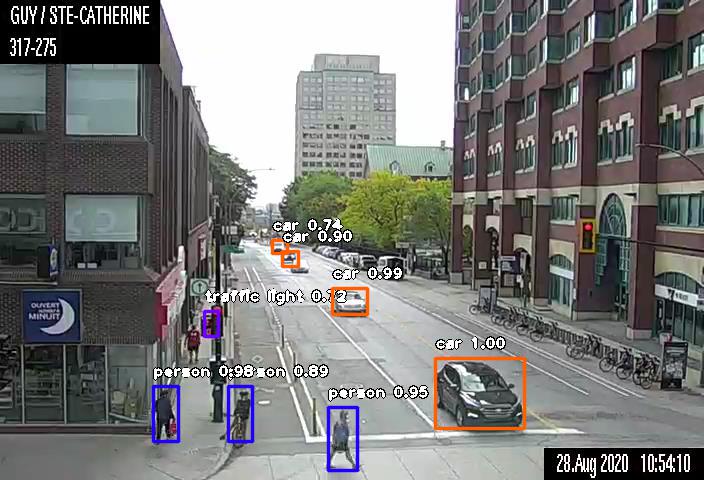 GUY / STE-CATHERINE
317-275
car 0.74
car 0.90
car 0.99
traffic light 0.72
car 1.00
person 0.98
person 0.89
person 0.95
OUVERT
MINUIT
28.Aug 2020 10:54:10